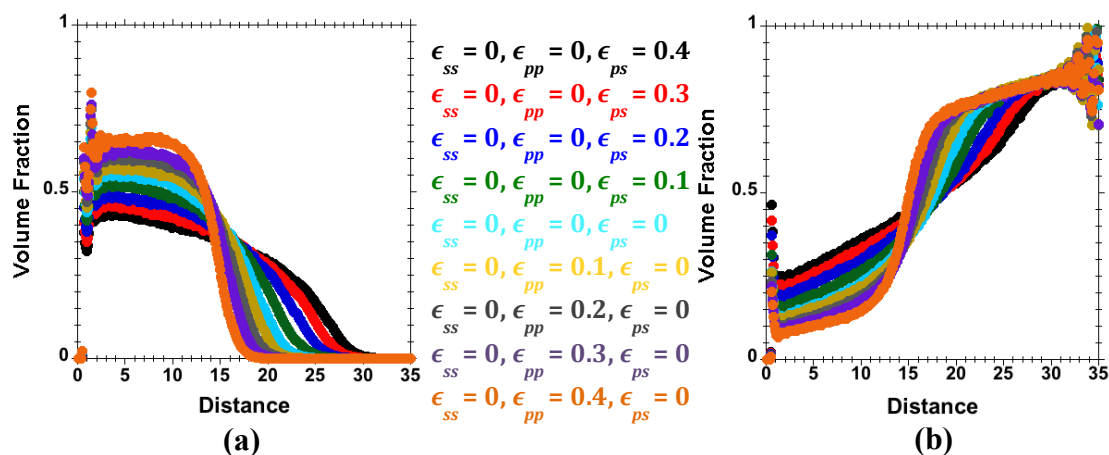 1
0.5
0
Volume Fraction
0 5 10 15 20 25 30 35
Distance
(a)
ϵss = 0, ϵpp = 0, ϵps = 0.4
ϵss = 0, ϵpp = 0, ϵps = 0.3
ϵss = 0, ϵpp = 0, ϵps = 0.2
ϵss = 0, ϵpp = 0, ϵps = 0.1
ϵss = 0, ϵpp = 0, ϵps = 0
ϵss = 0, ϵpp = 0.1, ϵps = 0
ϵss = 0, ϵpp = 0.2, ϵps = 0
ϵss = 0, ϵpp = 0.3, ϵps = 0
ϵss = 0, ϵpp = 0.4, ϵps = 0
1
0.5
0
Volume Fraction
0 5 10 15 20 25 30 35
Distance
(b)